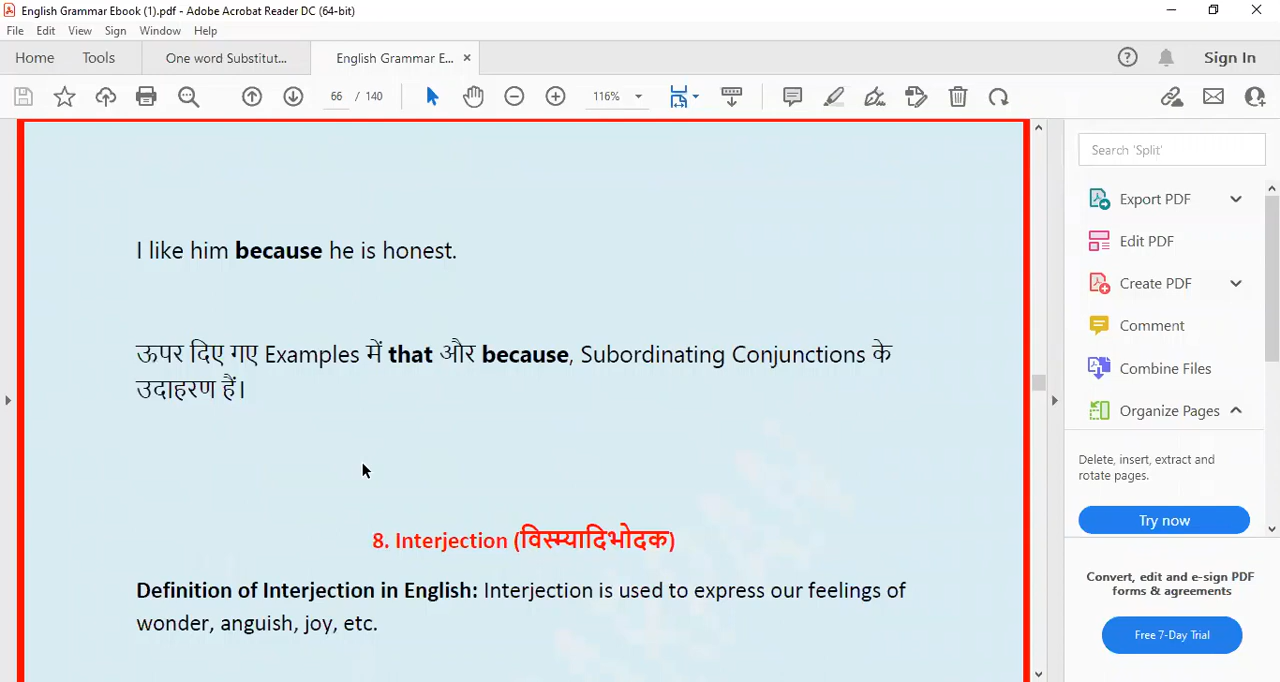 English Grammar Ebook (1).pdf - Adobe Acrobat Reader DC (64-bit)
File Edit View Sign Window Help
Home Tools One word Substitut... English Grammar E... × Sign In
66 / 140 116%
I like him because he is honest.
ऊपर दिए गए Examples में that और because, Subordinating Conjunctions के
उदाहरण हैं।
8. Interjection (विस्म्यादिभोदक)
Definition of Interjection in English: Interjection is used to express our feelings of
wonder, anguish, joy, etc.
Search 'Split'
Export PDF
Edit PDF
Create PDF
Comment
Combine Files
Organize Pages
Delete, insert, extract and
rotate pages.
Try now
Convert, edit and e-sign PDF
forms & agreements
Free 7-Day Trial